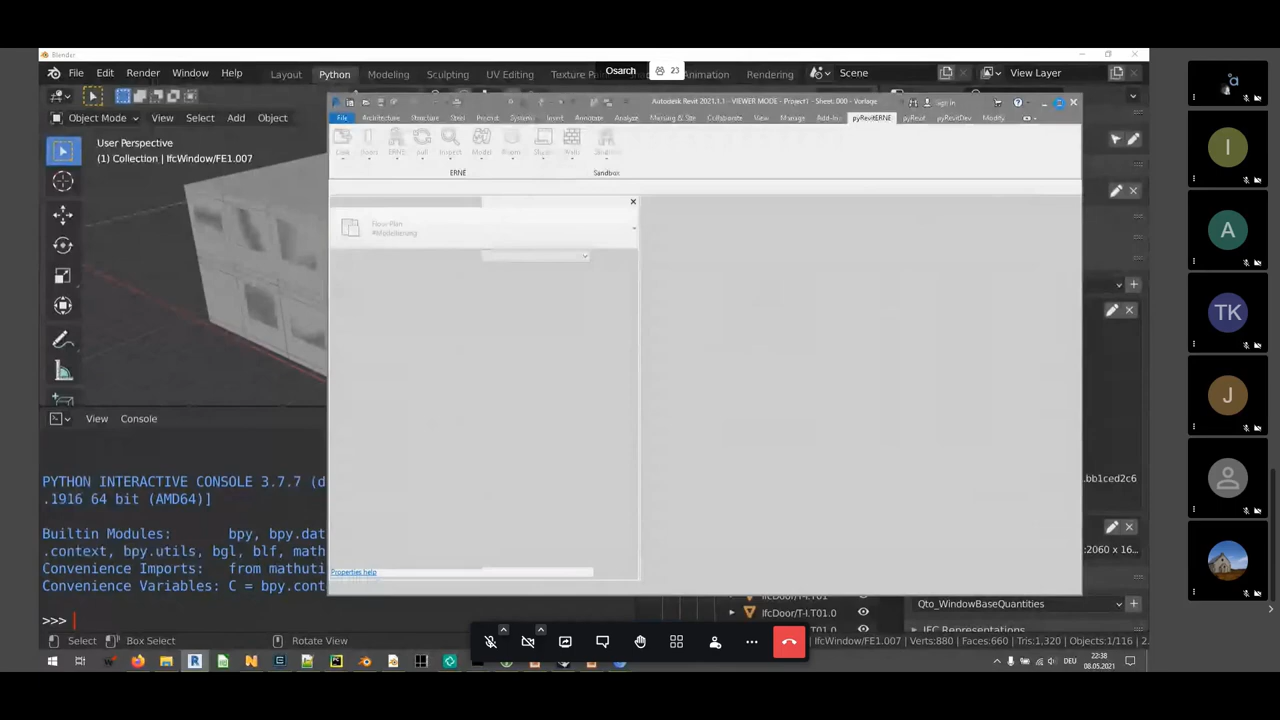 Blender
File Edit Render Window Help Layout Python Modeling Sculpting UV Editing Texture Animation Rendering Scene View Layer
Osarch 23
Object Mode View Select Add Object
User Perspective
(1) Collection | IfcWindow/FE1.007
Autodesk Revit 2021.1.1 - VIEWER MODE - Project1 - Sheet: 000 - Vorlage
File Architecture Structure Steel Precast Systems Insert Annotate Analyze Massing & Site Collaborate View Manage Add-Ins pyRevitERNE pyRevit pyRevitDev Modify
ERNE Sandbox
Floor Plan
Properties help
View Console
PYTHON INTERACTIVE CONSOLE 3.7.7 (d
.1916 64 bit (AMD64)]
Builtin Modules: bpy, bpy.dat
.context, bpy.utils, bgl, blf, math
Convenience Imports: from mathuti
Convenience Variables: C = bpy.cont
>>>
.bb1ced2c6
:2060 x 16...
IfcDoor/T-I.T01
IfcDoor/T-I.T01.0
Qto_WindowBaseQuantities
IFC Representations
Select Box Select Rotate View
IfcWindow/FE1.007 | Verts:880 | Faces:660 | Tris:1,320 | Objects:1/116 | 2.
DEU
22:38
08.05.2021
a
I
A
TK
J